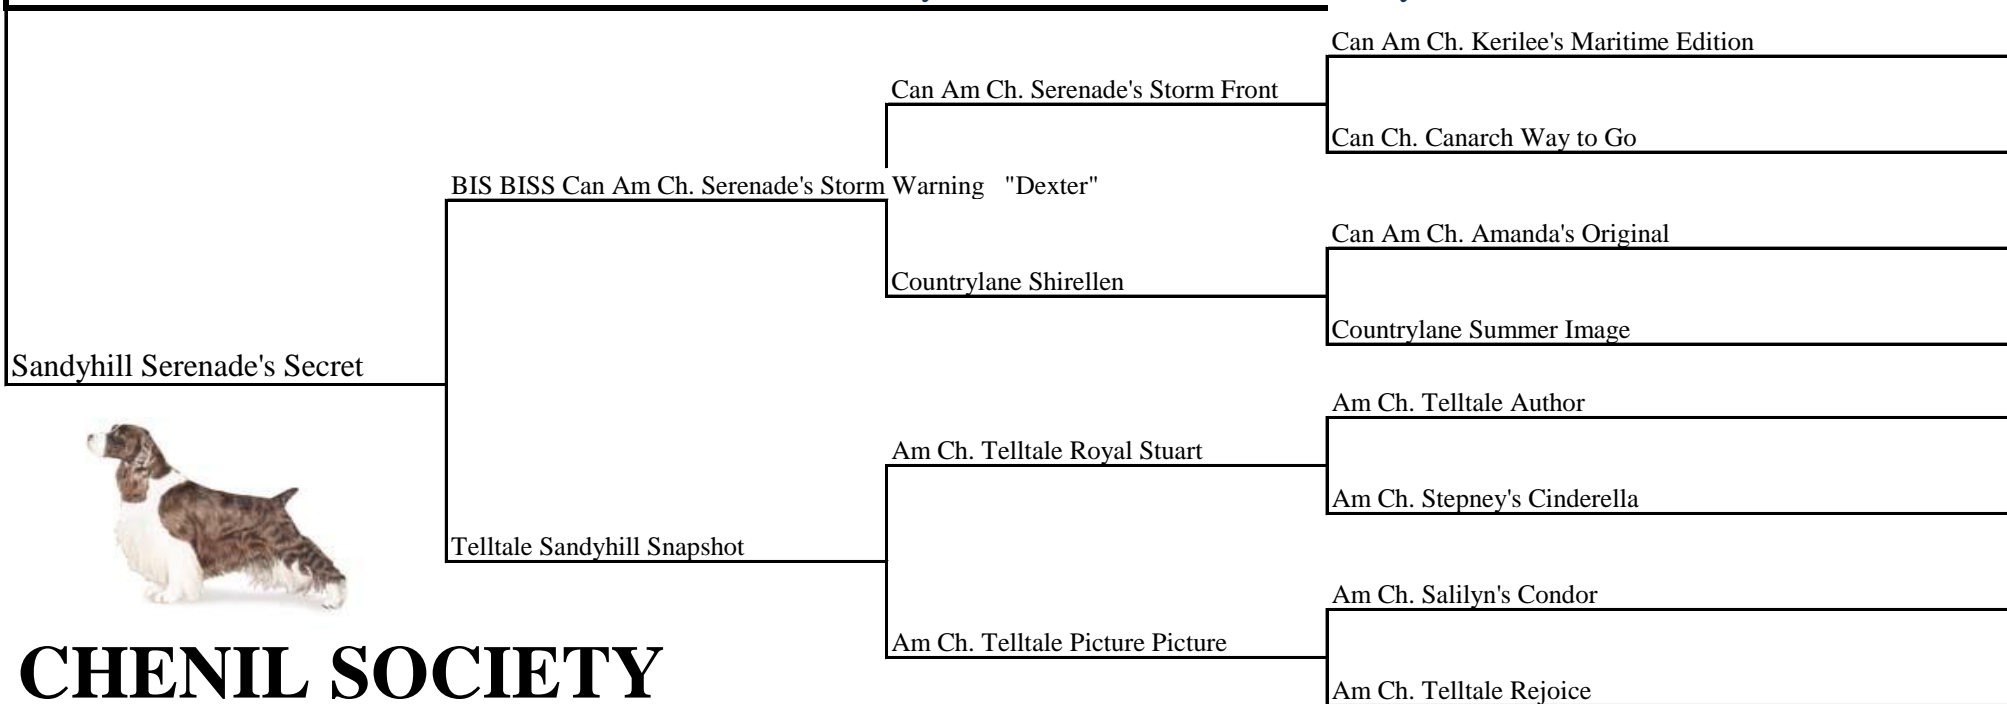 Can Am Ch. Kerilee's Maritime Edition
Can Am Ch. Serenade's Storm Front
Can Ch. Canarch Way to Go
BIS BISS Can Am Ch. Serenade's Storm Warning "Dexter"
Can Am Ch. Amanda's Original
Countrylane Shirellen
Countrylane Summer Image
Sandyhill Serenade's Secret
Am Ch. Telltale Author
Am Ch. Telltale Royal Stuart
Am Ch. Stepney's Cinderella
Telltale Sandyhill Snapshot
Am Ch. Salilyn's Condor
Am Ch. Telltale Picture Picture
CHENIL SOCIETY
Am Ch. Telltale Rejoice